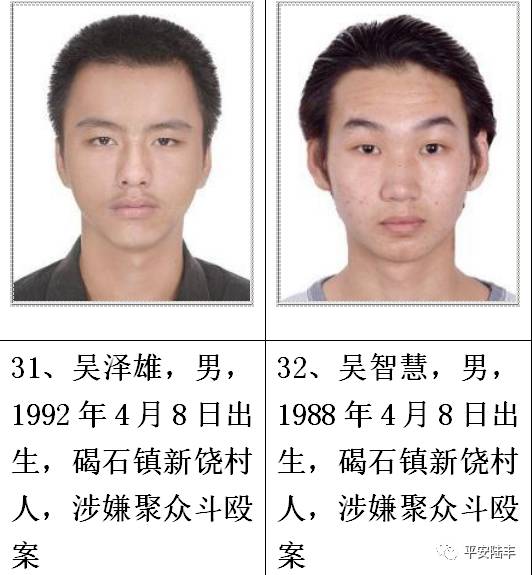 31、吴泽雄，男，
1992年4月8日出
生，碣石镇新饶村
人，涉嫌聚众斗殴
案
32、吴智慧，男，
1988年4月8日出
生，碣石镇新饶村
人，涉嫌聚众斗殴
案
平安陆丰